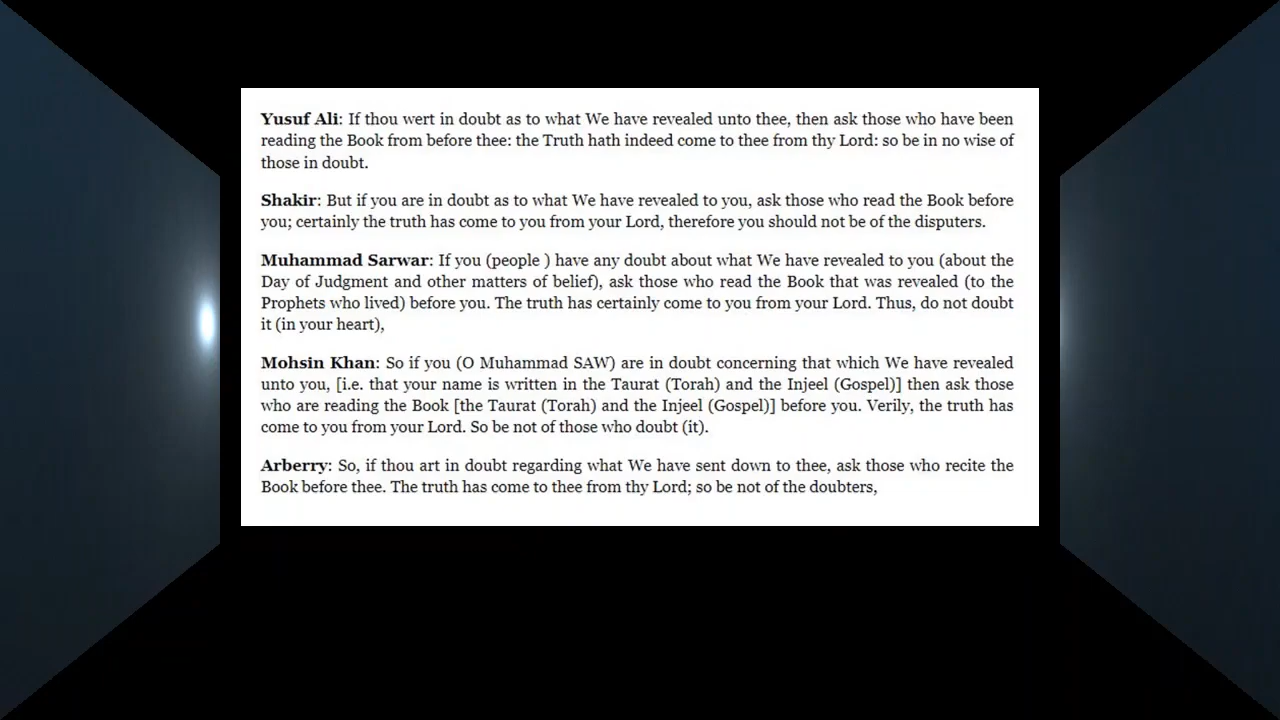 Yusuf Ali: If thou wert in doubt as to what We have revealed unto thee, then ask those who have been
reading the Book from before thee: the Truth hath indeed come to thee from thy Lord: so be in no wise of
those in doubt.
Shakir: But if you are in doubt as to what We have revealed to you, ask those who read the Book before
you; certainly the truth has come to you from your Lord, therefore you should not be of the disputers.
Muhammad Sarwar: If you (people ) have any doubt about what We have revealed to you (about the
Day of Judgment and other matters of belief), ask those who read the Book that was revealed (to the
Prophets who lived) before you. The truth has certainly come to you from your Lord. Thus, do not doubt
it (in your heart),
Mohsin Khan: So if you (O Muhammad SAW) are in doubt concerning that which We have revealed
unto you, [i.e. that your name is written in the Taurat (Torah) and the Injeel (Gospel)] then ask those
who are reading the Book [the Taurat (Torah) and the Injeel (Gospel)] before you. Verily, the truth has
come to you from your Lord. So be not of those who doubt (it).
Arberry: So, if thou art in doubt regarding what We have sent down to thee, ask those who recite the
Book before thee. The truth has come to thee from thy Lord; so be not of the doubters,